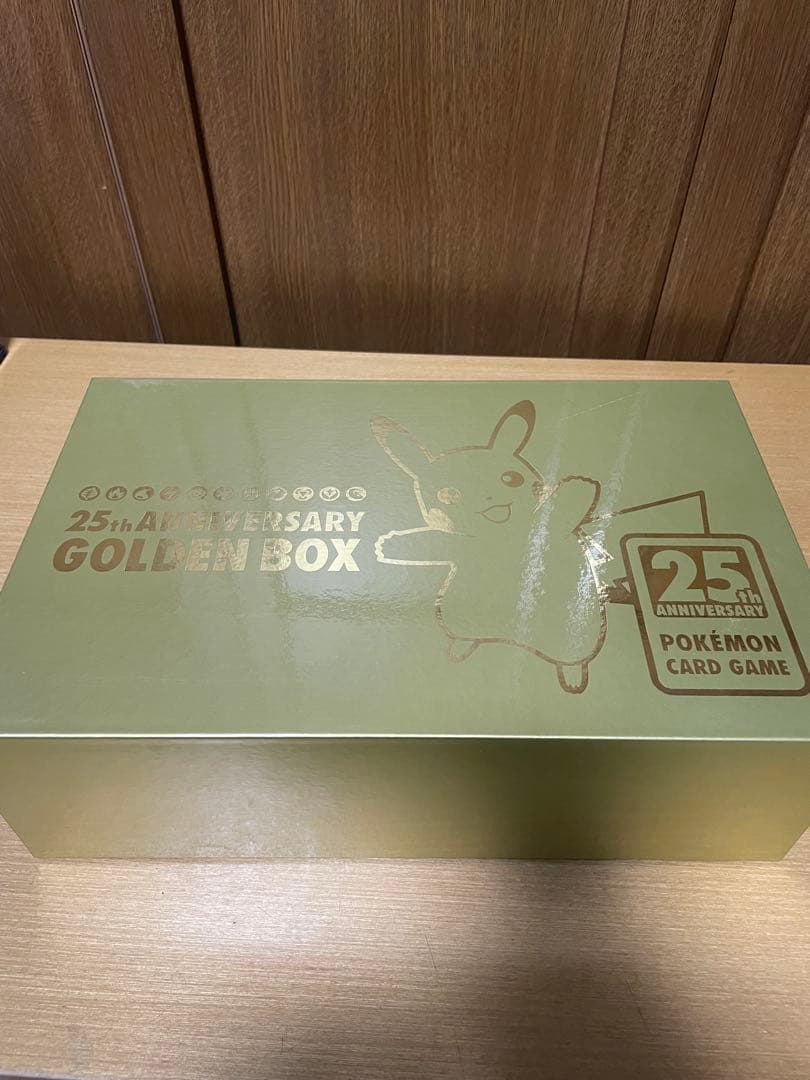 25th ANNIVERSARY
GOLDEN BOX
25th
ANNIVERSARY
POKÉMON
CARD GAME